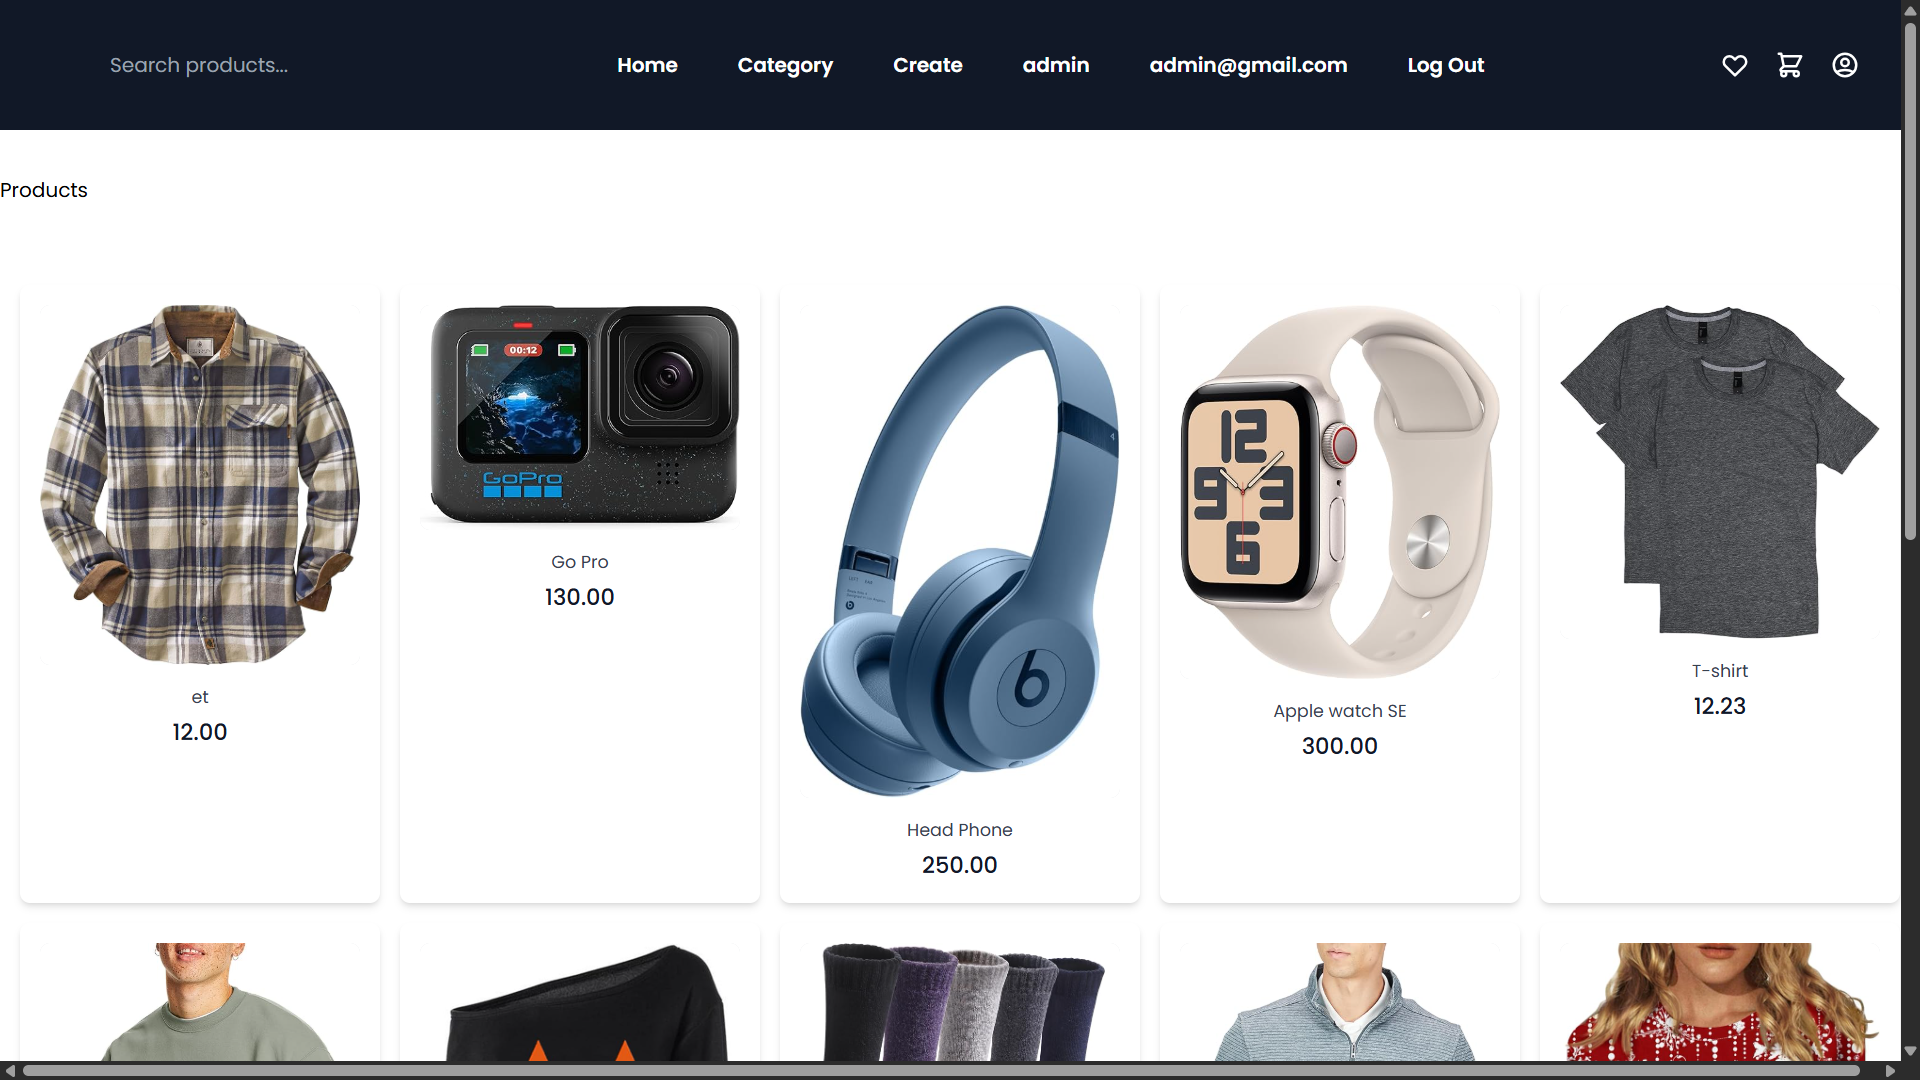 Search products...
Home
Category
Create
admin
admin@gmail.com
Log Out
Products
00:12
GoPro
et
12.00
Go Pro
130.00
b
Head Phone
250.00
12
9 3
6
Apple watch SE
300.00
T-shirt
12.23